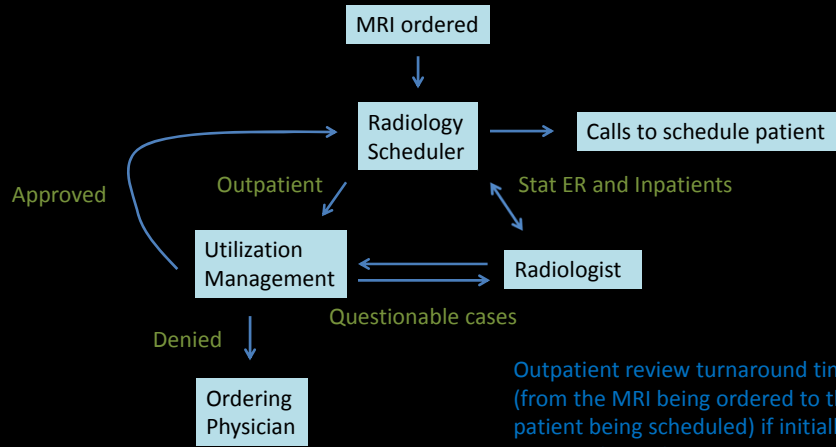 MRI ordered
Radiology
Scheduler
Calls to schedule patient
Approved
Outpatient
Stat ER and Inpatients
Utilization
Management
Radiologist
Questionable cases
Denied
Ordering
Physician
Outpatient review turnaround
(from the MRI being ordered to
patient being scheduled) if